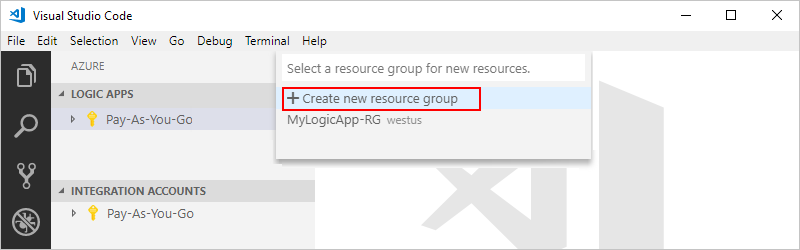 Visual Studio Code
File Edit Selection View Go Debug Terminal Help
AZURE
LOGIC APPS
Pay-As-You-Go
INTEGRATION ACCOUNTS
Pay-As-You-Go
Select a resource group for new resources.
+ Create new resource group
MyLogicApp-RG westus